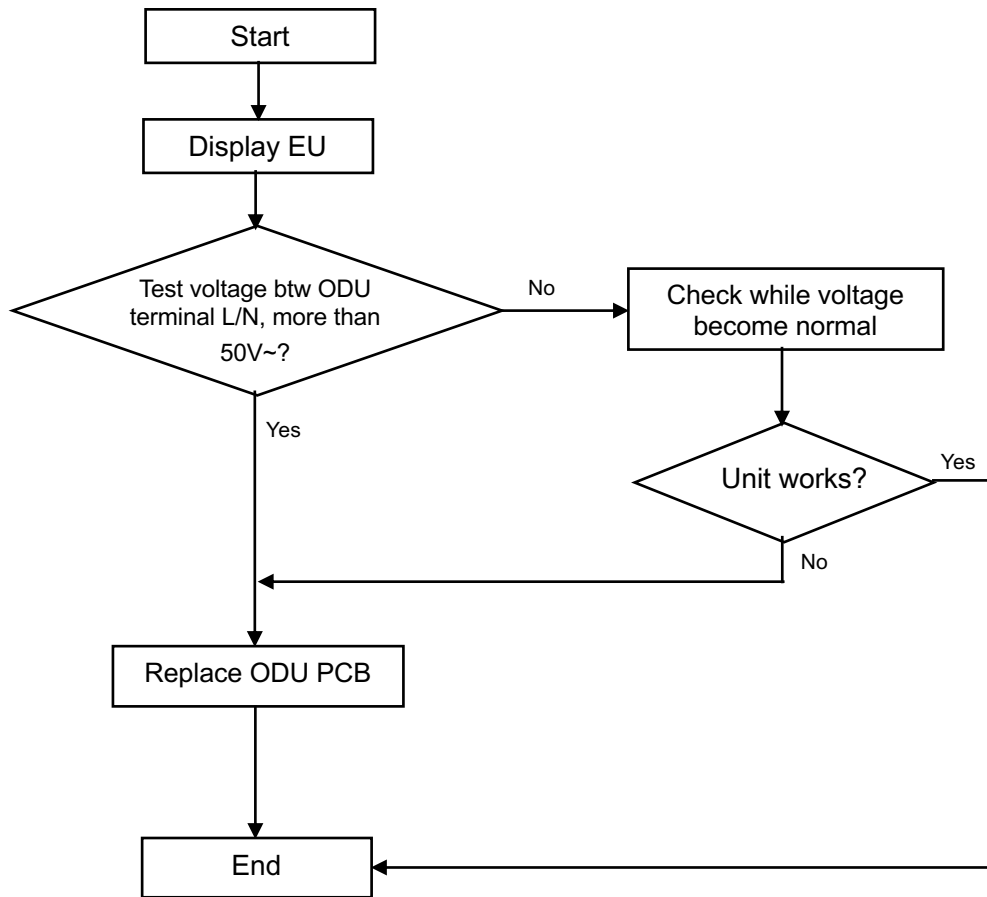 Start
Display EU
Test voltage btw ODU
terminal L/N, more than
50V~?
No
Check while voltage
become normal
Yes
Unit works?
Yes
No
Replace ODU PCB
End